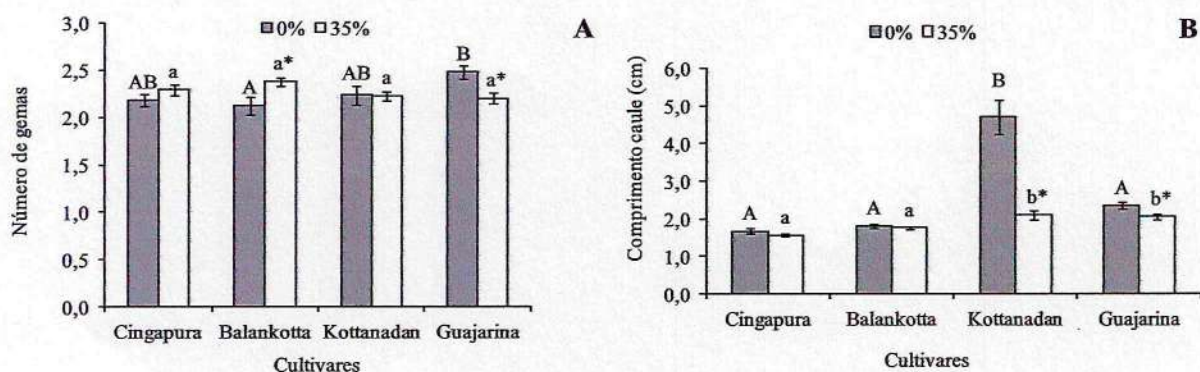 A
0% 35%
Número de gemas
3,0
2,5
2,0
1,5
1,0
0,5
0,0
AB a
A a*
AB a
B a*
Cingapura Balankotta Kottanadan Guajarina
Cultivares
B
0% 35%
Comprimento caule (cm)
6,0
5,0
4,0
3,0
2,0
1,0
0,0
A a
A a
B b*
A b*
Cingapura Balankotta Kottanadan Guajarina
Cultivares